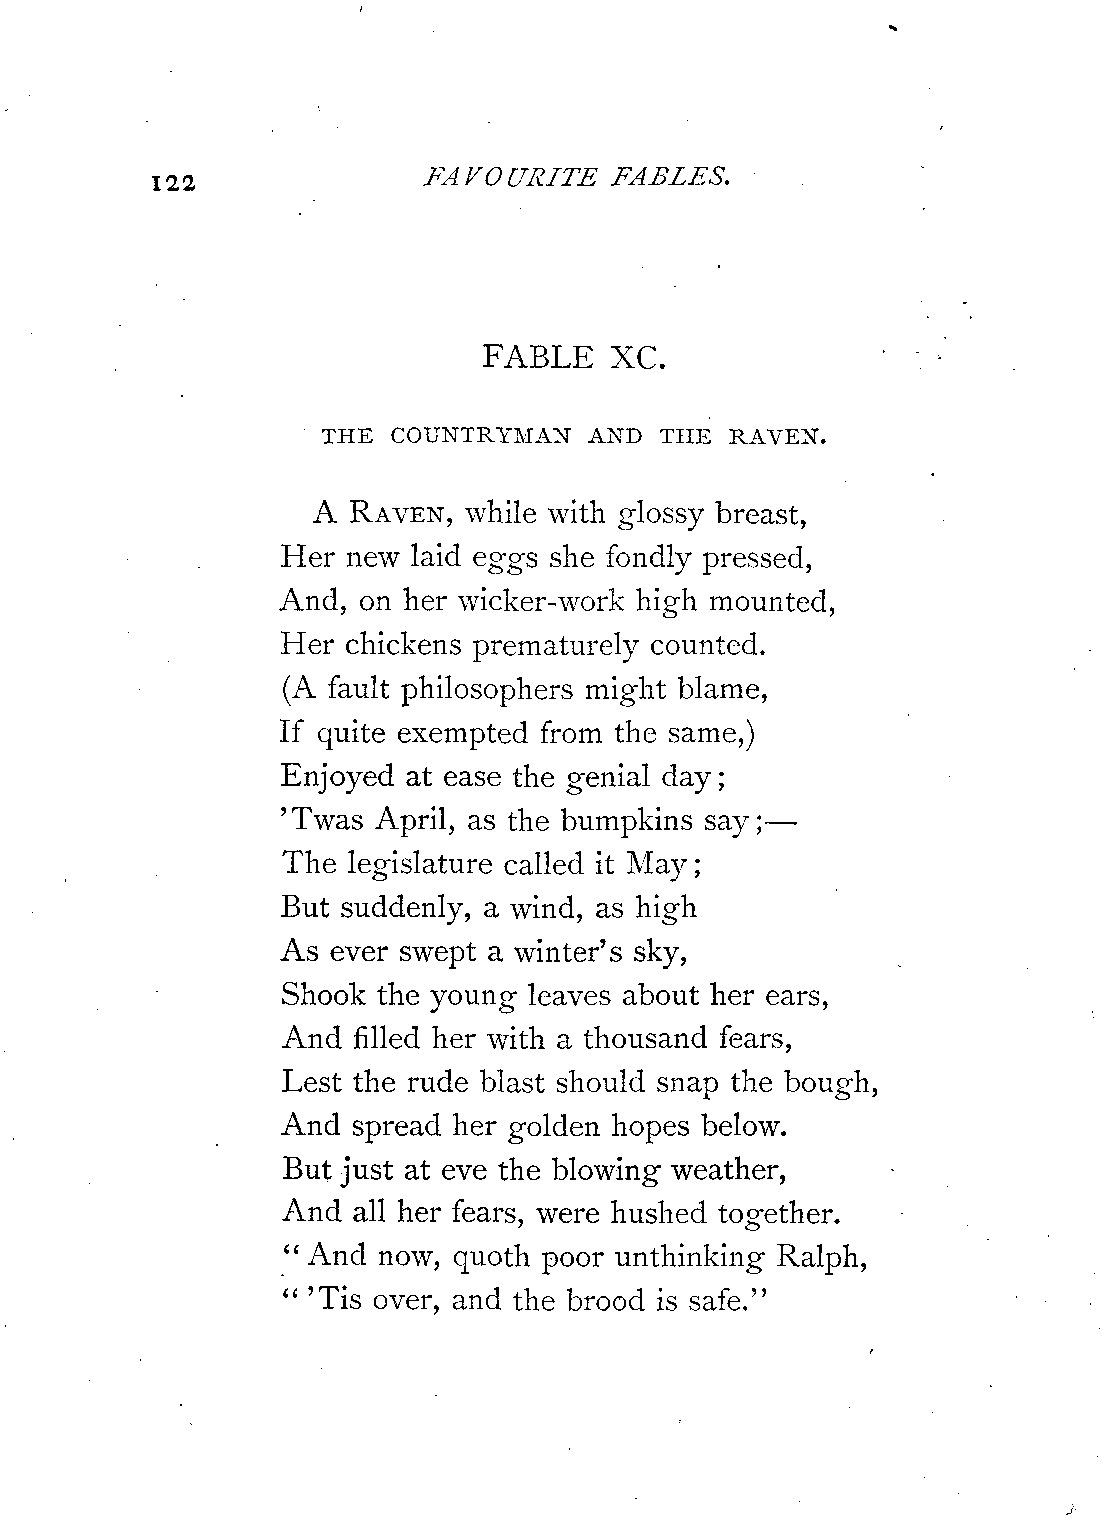 122 FAVOURITE FABLES.
FABLE XC.
THE COUNTRYMAN AND THE RAVEN.
A RAVEN, while with glossy breast,
Her new laid eggs she fondly pressed,
And, on her wicker-work high mounted,
Her chickens prematurely counted.
(A fault philosophers might blame,
If quite exempted from the same,)
Enjoyed at ease the genial day;
’Twas April, as the bumpkins say;—
The legislature called it May;
But suddenly, a wind, as high
As ever swept a winter’s sky,
Shook the young leaves about her ears,
And filled her with a thousand fears,
Lest the rude blast should snap the bough,
And spread her golden hopes below.
But just at eve the blowing weather,
And all her fears, were hushed together.
“ And now, quoth poor unthinking Ralph,
“ ’Tis over, and the brood is safe.”